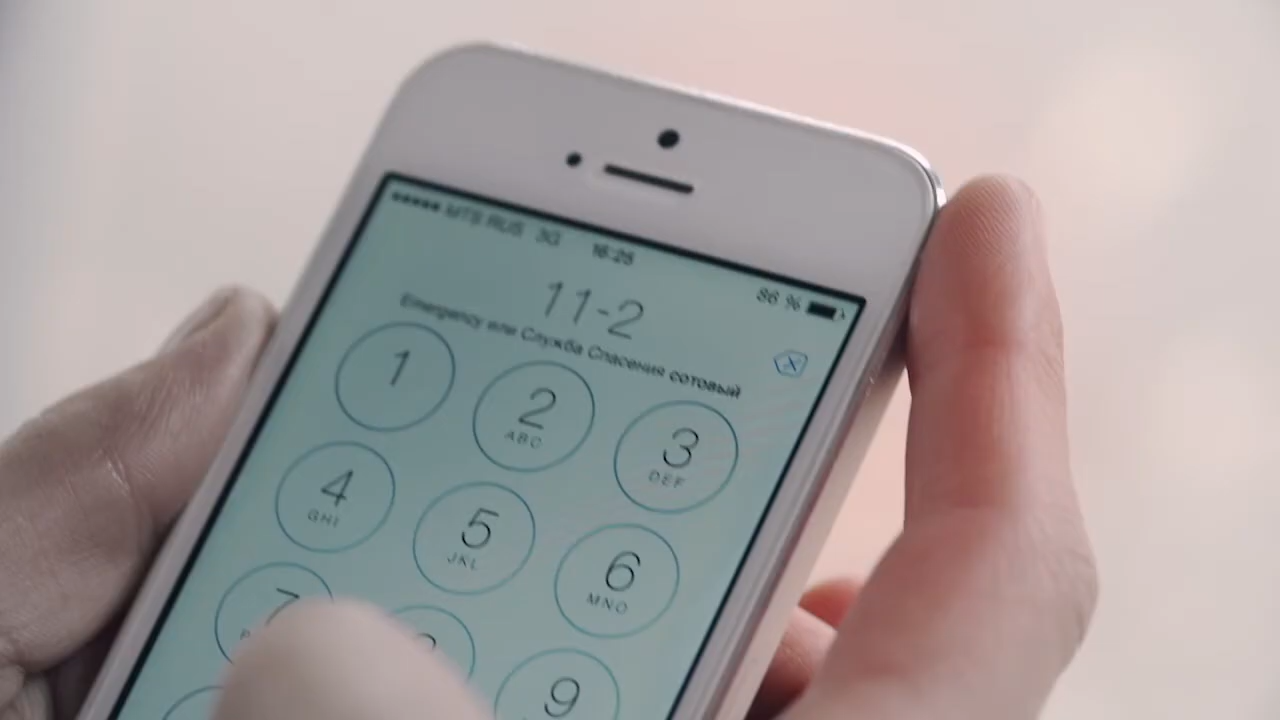 MTS RUS 3G 16:25 86 %
11-2
Emergency или Служба Спасения сотовый
1 2 3
ABC DEF
4 5 6
GHI JKL MNO
7 9